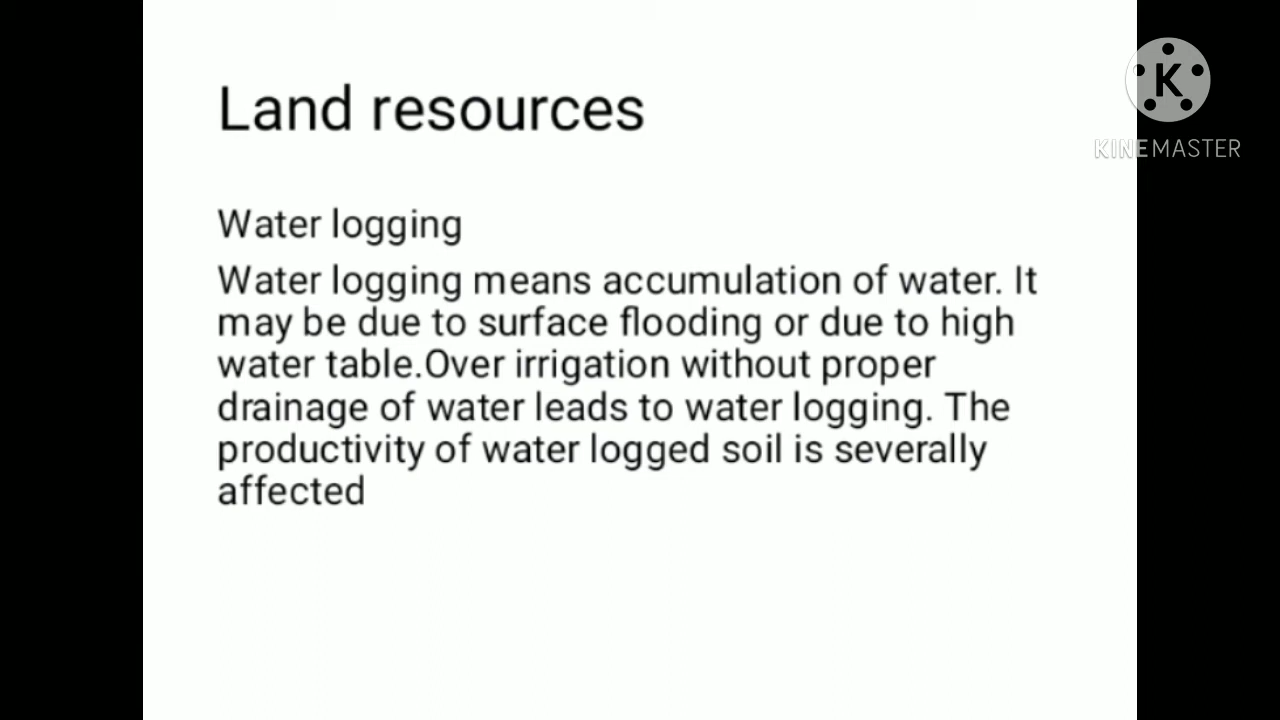 Land resources
K
KINEMASTER
Water logging
Water logging means accumulation of water. It
may be due to surface flooding or due to high
water table.Over irrigation without proper
drainage of water leads to water logging. The
productivity of water logged soil is severally
affected